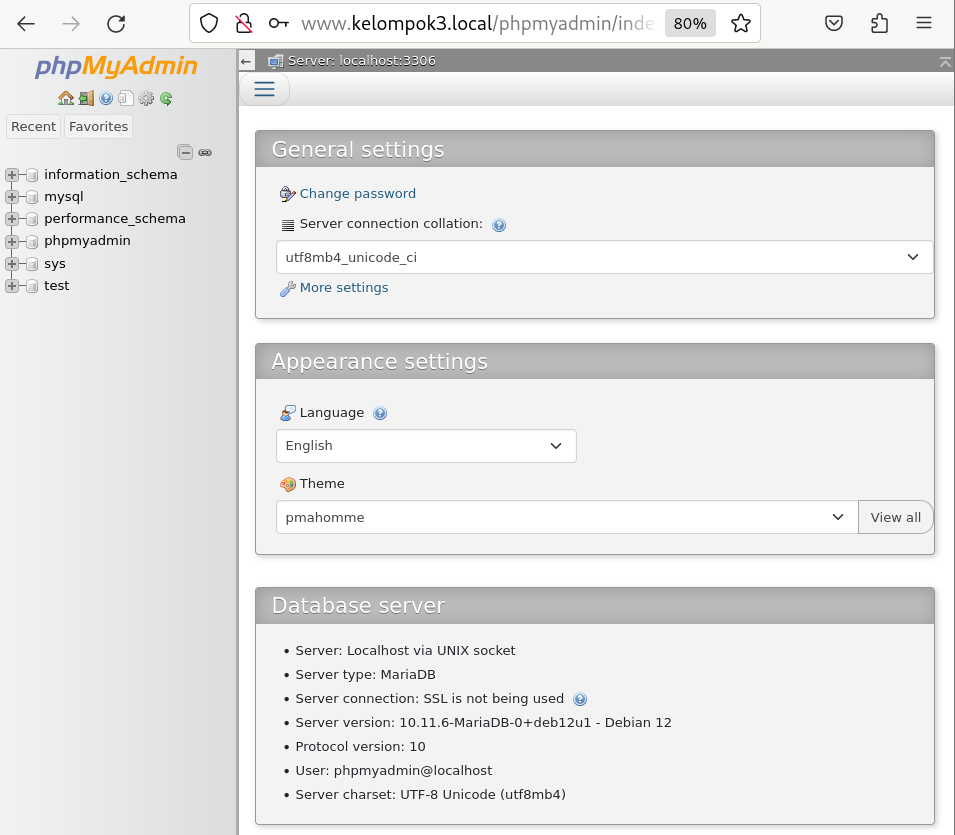 www.kelompok3.local/phpmyadmin/inde
80%
phpMyAdmin
Recent
Favorites
information_schema
mysql
performance_schema
phpmyadmin
sys
test
Server: localhost:3306
General settings
Change password
Server connection collation:
utf8mb4_unicode_ci
More settings
Appearance settings
Language
English
Theme
pmahomme
View all
Database server
• Server: Localhost via UNIX socket
• Server type: MariaDB
• Server connection: SSL is not being used
• Server version: 10.11.6-MariaDB-0+deb12u1 - Debian 12
• Protocol version: 10
• User: phpmyadmin@localhost
• Server charset: UTF-8 Unicode (utf8mb4)